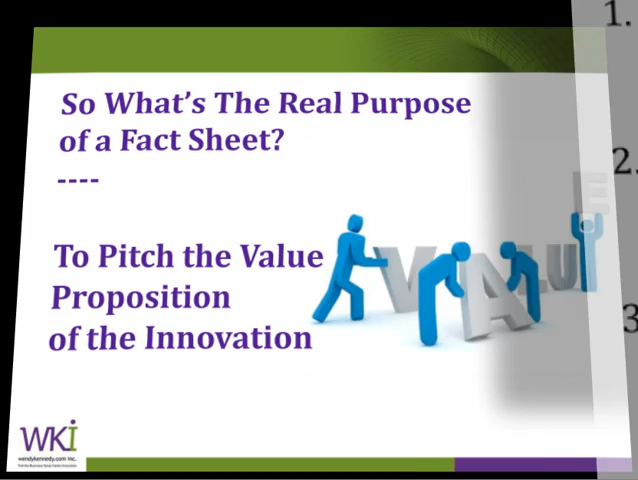 So What's The Real Purpose
of a Fact Sheet?
----
To Pitch the Value
Proposition
of the Innovation
VALUE
WKI
wendykennedy.com inc.
1.
2.
3